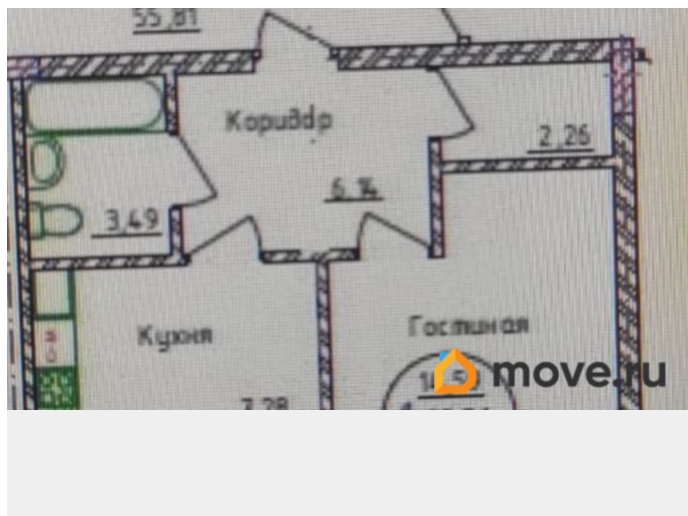 55,81
Коридор
2,26
6,14
3,49
Кухня
Гостиная
move.ru
7,28